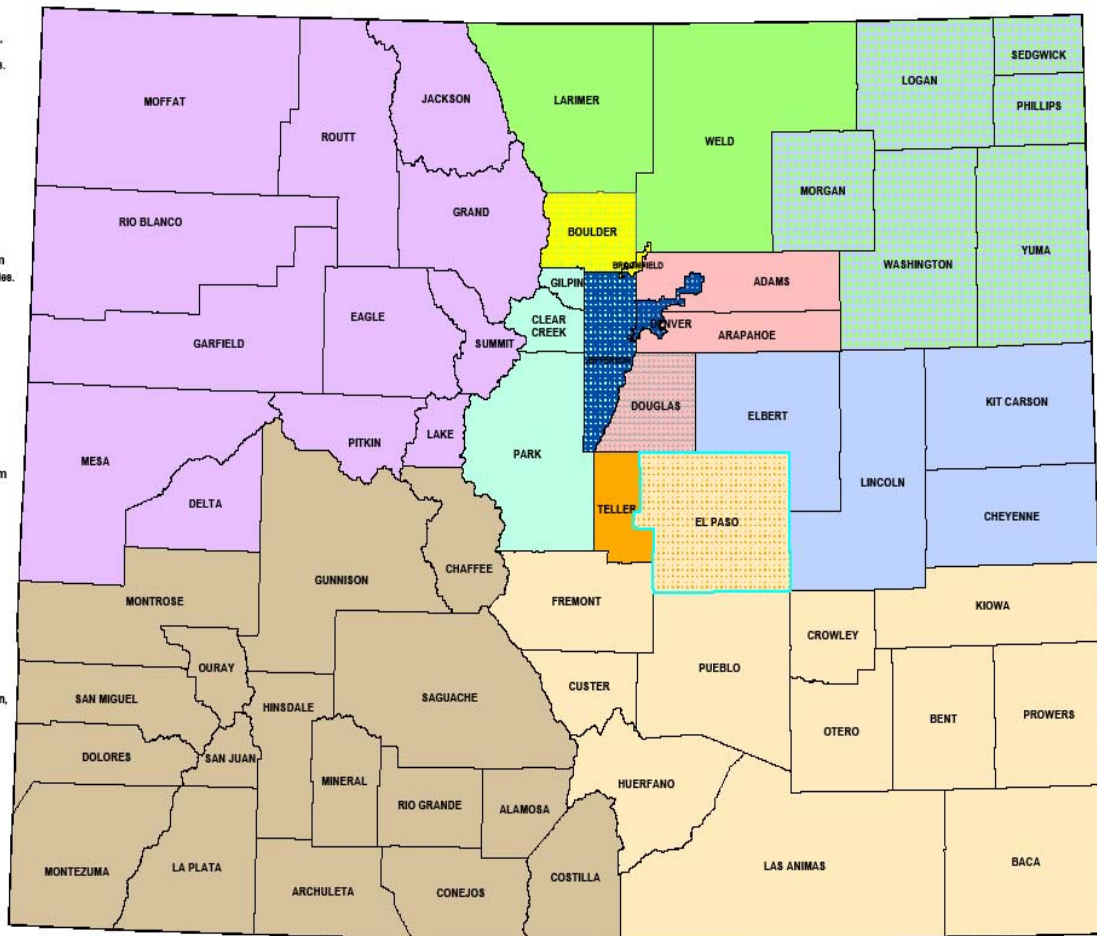 SEDGWICK
s.
LOGAN
MOFFAT
JACKSON
LARIMER
PHILLIPS
ROUTT
WELD
MORGAN
GRAND
RIO BLANCO
BOULDER
YUMA
n
WASHINGTON
BROOMFIELD
ies.
GILPIN
ADAMS
EAGLE
CLEAR
CREEK
DENVER
GARFIELD
SUMMIT
ARAPAHOE
JEFFERSON
KIT CARSON
DOUGLAS
ELBERT
LAKE
PITKIN
PARK
MESA
m
LINCOLN
DELTA
TELLER
CHEYENNE
EL PASO
CHAFFEE
GUNNISON
MONTROSE
FREMONT
KIOWA
CROWLEY
OURAY
PUEBLO
CUSTER
SAGUACHE
SAN MIGUEL
n,
HINSDALE
PROWERS
BENT
OTERO
DOLORES
SAN JUAN
MINERAL
HUERFANO
RIO GRANDE
ALAMOSA
LAS ANIMAS
BACA
LA PLATA
MONTEZUMA
COSTILLA
ARCHULETA
CONEJOS